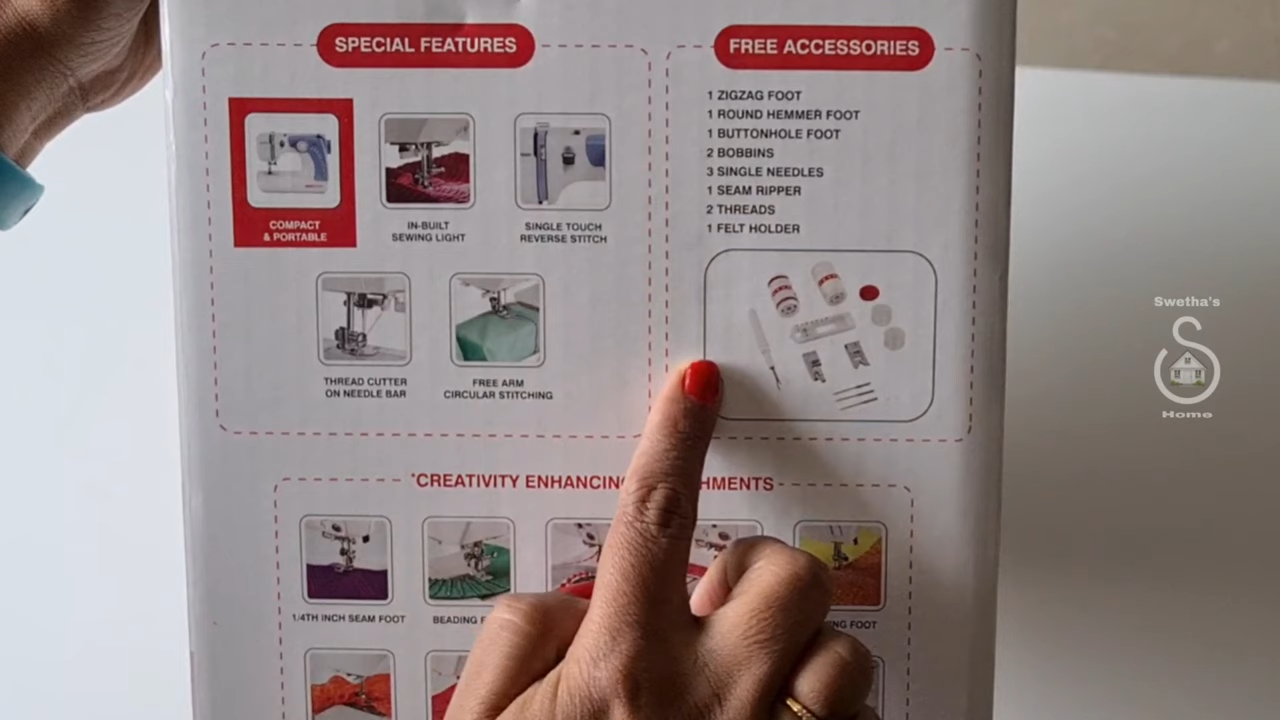 SPECIAL FEATURES
COMPACT
& PORTABLE
IN-BUILT
SEWING LIGHT
SINGLE TOUCH
REVERSE STITCH
THREAD CUTTER
ON NEEDLE BAR
FREE ARM
CIRCULAR STITCHING
FREE ACCESSORIES
1 ZIGZAG FOOT
1 ROUND HEMMER FOOT
1 BUTTONHOLE FOOT
2 BOBBINS
3 SINGLE NEEDLES
1 SEAM RIPPER
2 THREADS
1 FELT HOLDER
*CREATIVITY ENHANCING
1/4TH INCH SEAM FOOT
BEADING
FOOT
Swetha's
Home